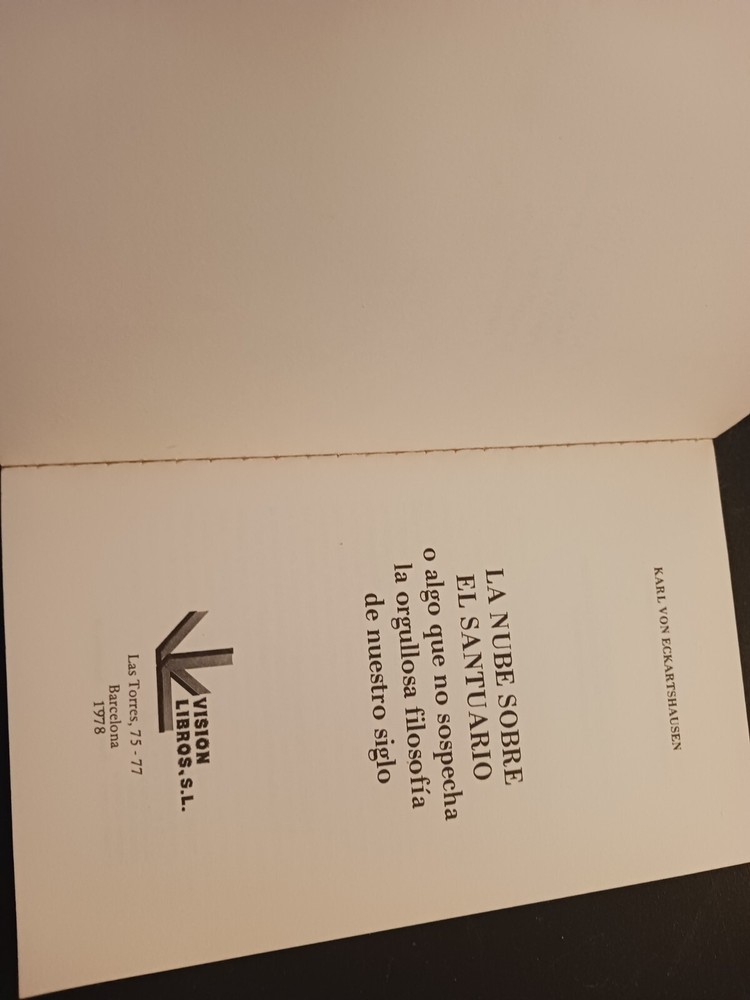 KARL VON ECKARTSHAUSEN
LA NUBE SOBRE
EL SANTUARIO
o algo que no sospecha
la orgullosa filosofía
de nuestro siglo
VISION
LIBROS, S.L.
Las Torres, 75 - 77
Barcelona
1978